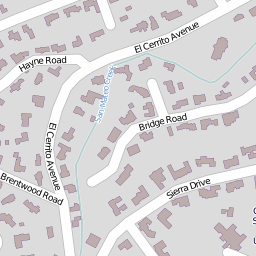 El Cerrito Avenue
Hayne Road
San Mateo Creek
Bridge Road
El Cerrito Avenue
Brentwood Road
Sierra Drive